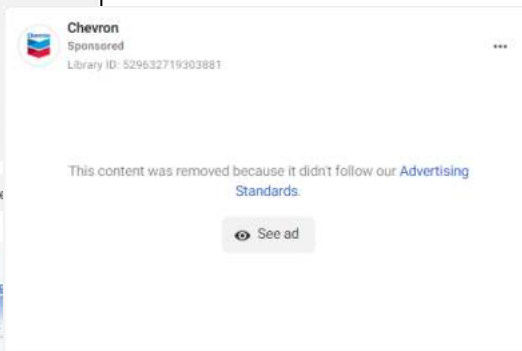 Chevron
Sponsored
Library ID: 529632719303881
This content was removed because it didn't follow our Advertising
Standards.
See ad